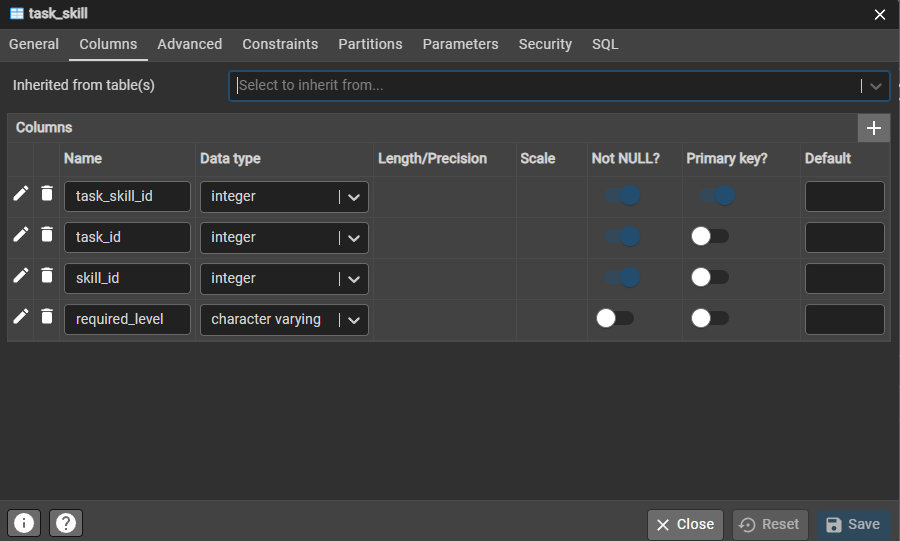 task_skill
General Columns Advanced Constraints Partitions Parameters Security SQL
Inherited from table(s) Select to inherit from...
Columns
Name Data type Length/Precision Scale Not NULL? Primary key? Default
task_skill_id integer
task_id integer
skill_id integer
required_level character varying
Close Reset Save